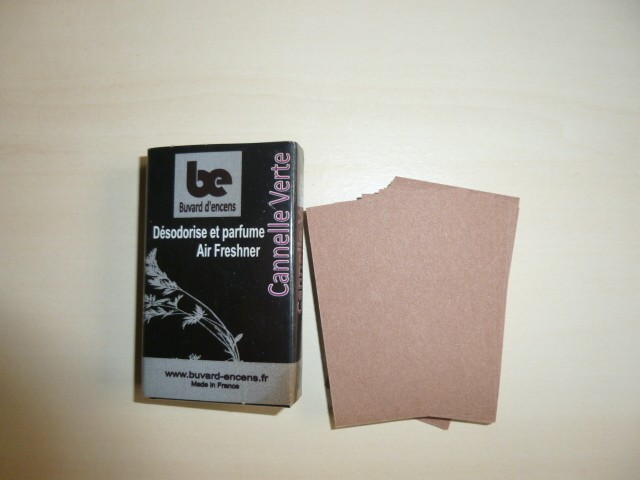 be
Buvard d'encens
Désodorise et parfume
Air Freshner
Cannelle Verte
www.buvard-encens.fr
Made in France